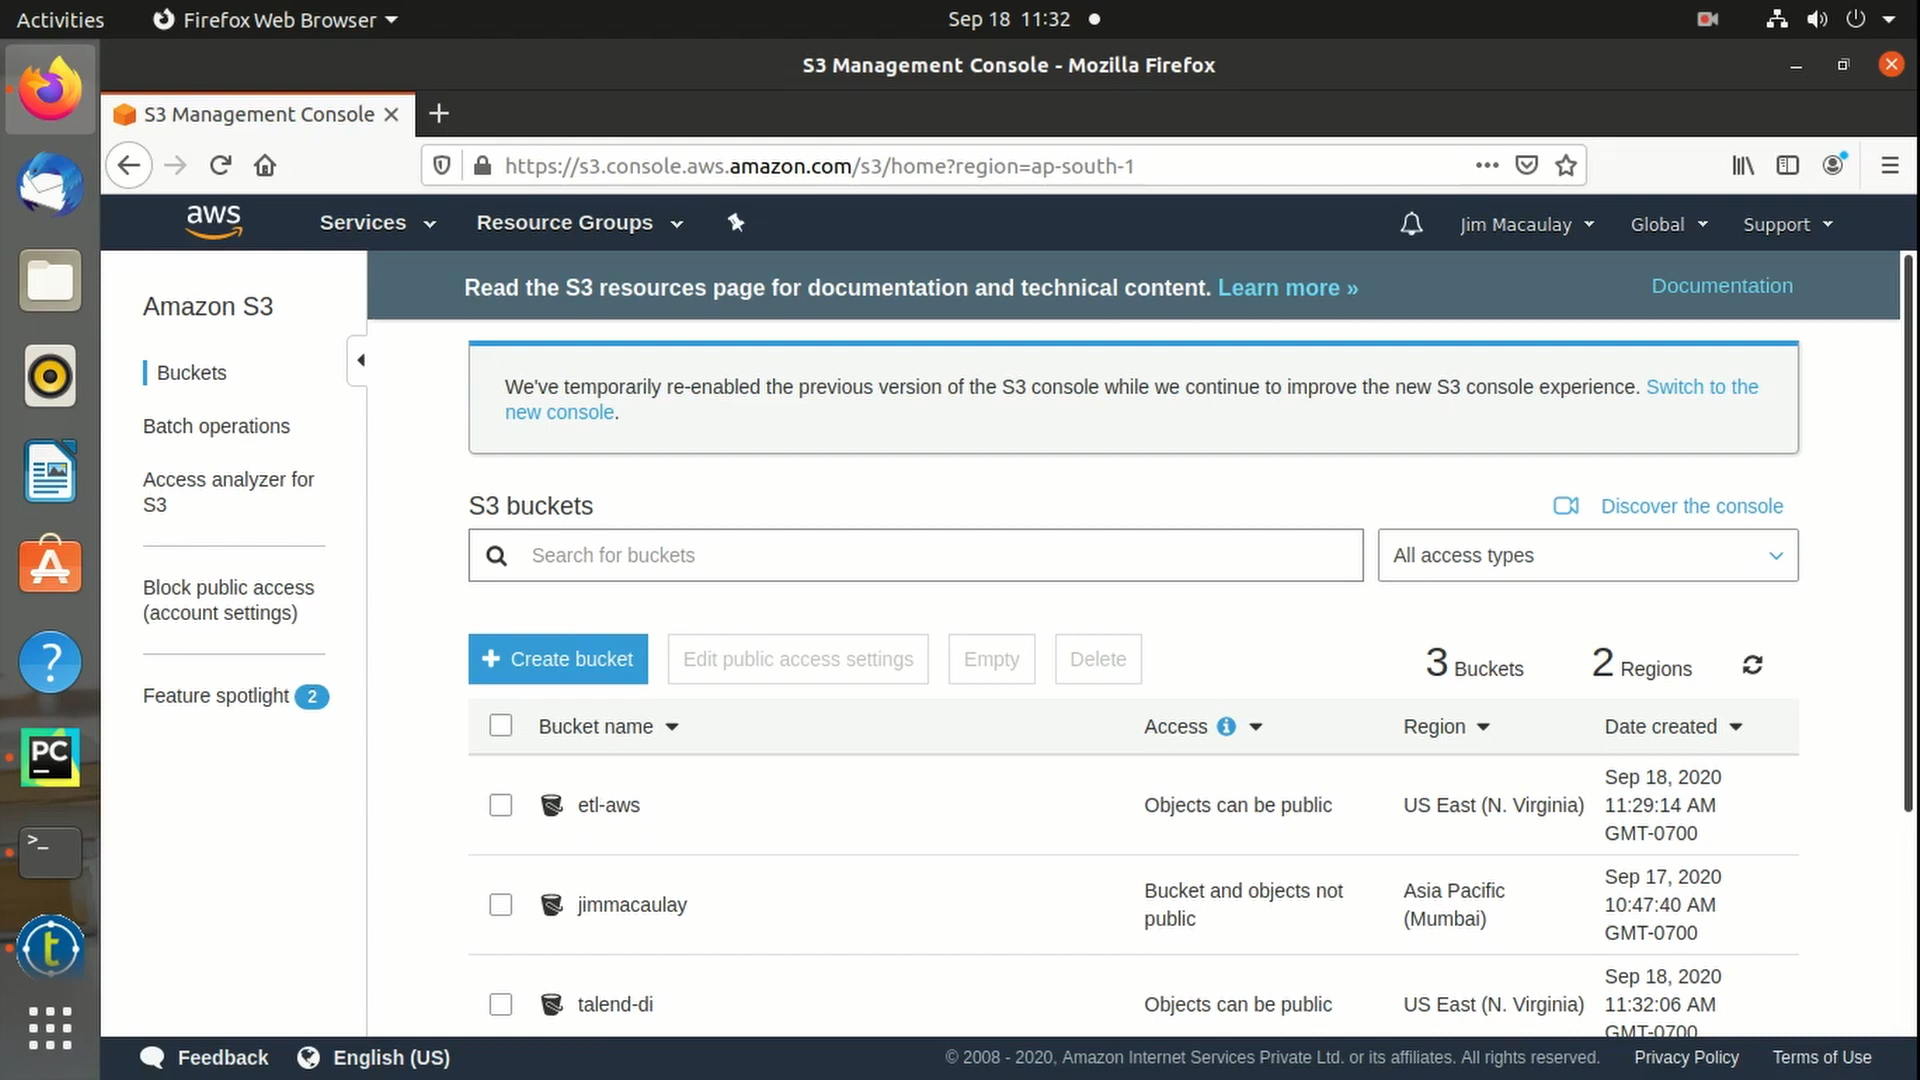 Activities Firefox Web Browser Sep 18 11:32
S3 Management Console - Mozilla Firefox
S3 Management Console
https://s3.console.aws.amazon.com/s3/home?region=ap-south-1
aws Services Resource Groups Jim Macaulay Global Support
Read the S3 resources page for documentation and technical content. Learn more » Documentation
Amazon S3
Buckets
Batch operations
Access analyzer for
S3
Block public access
(account settings)
Feature spotlight 2
We've temporarily re-enabled the previous version of the S3 console while we continue to improve the new S3 console experience. Switch to the
new console.
S3 buckets Discover the console
Search for buckets All access types
+ Create bucket Edit public access settings Empty Delete 3 Buckets 2 Regions
Bucket name Access Region Date created
etl-aws Objects can be public US East (N. Virginia) Sep 18, 2020
11:29:14 AM
GMT-0700
jimmacaulay Bucket and objects not
public Asia Pacific
(Mumbai) Sep 17, 2020
10:47:40 AM
GMT-0700
talend-di Objects can be public US East (N. Virginia) Sep 18, 2020
11:32:06 AM
GMT-0700
PC
>_
t
Feedback English (US) © 2008 - 2020, Amazon Internet Services Private Ltd. or its affiliates. All rights reserved. Privacy Policy Terms of Use